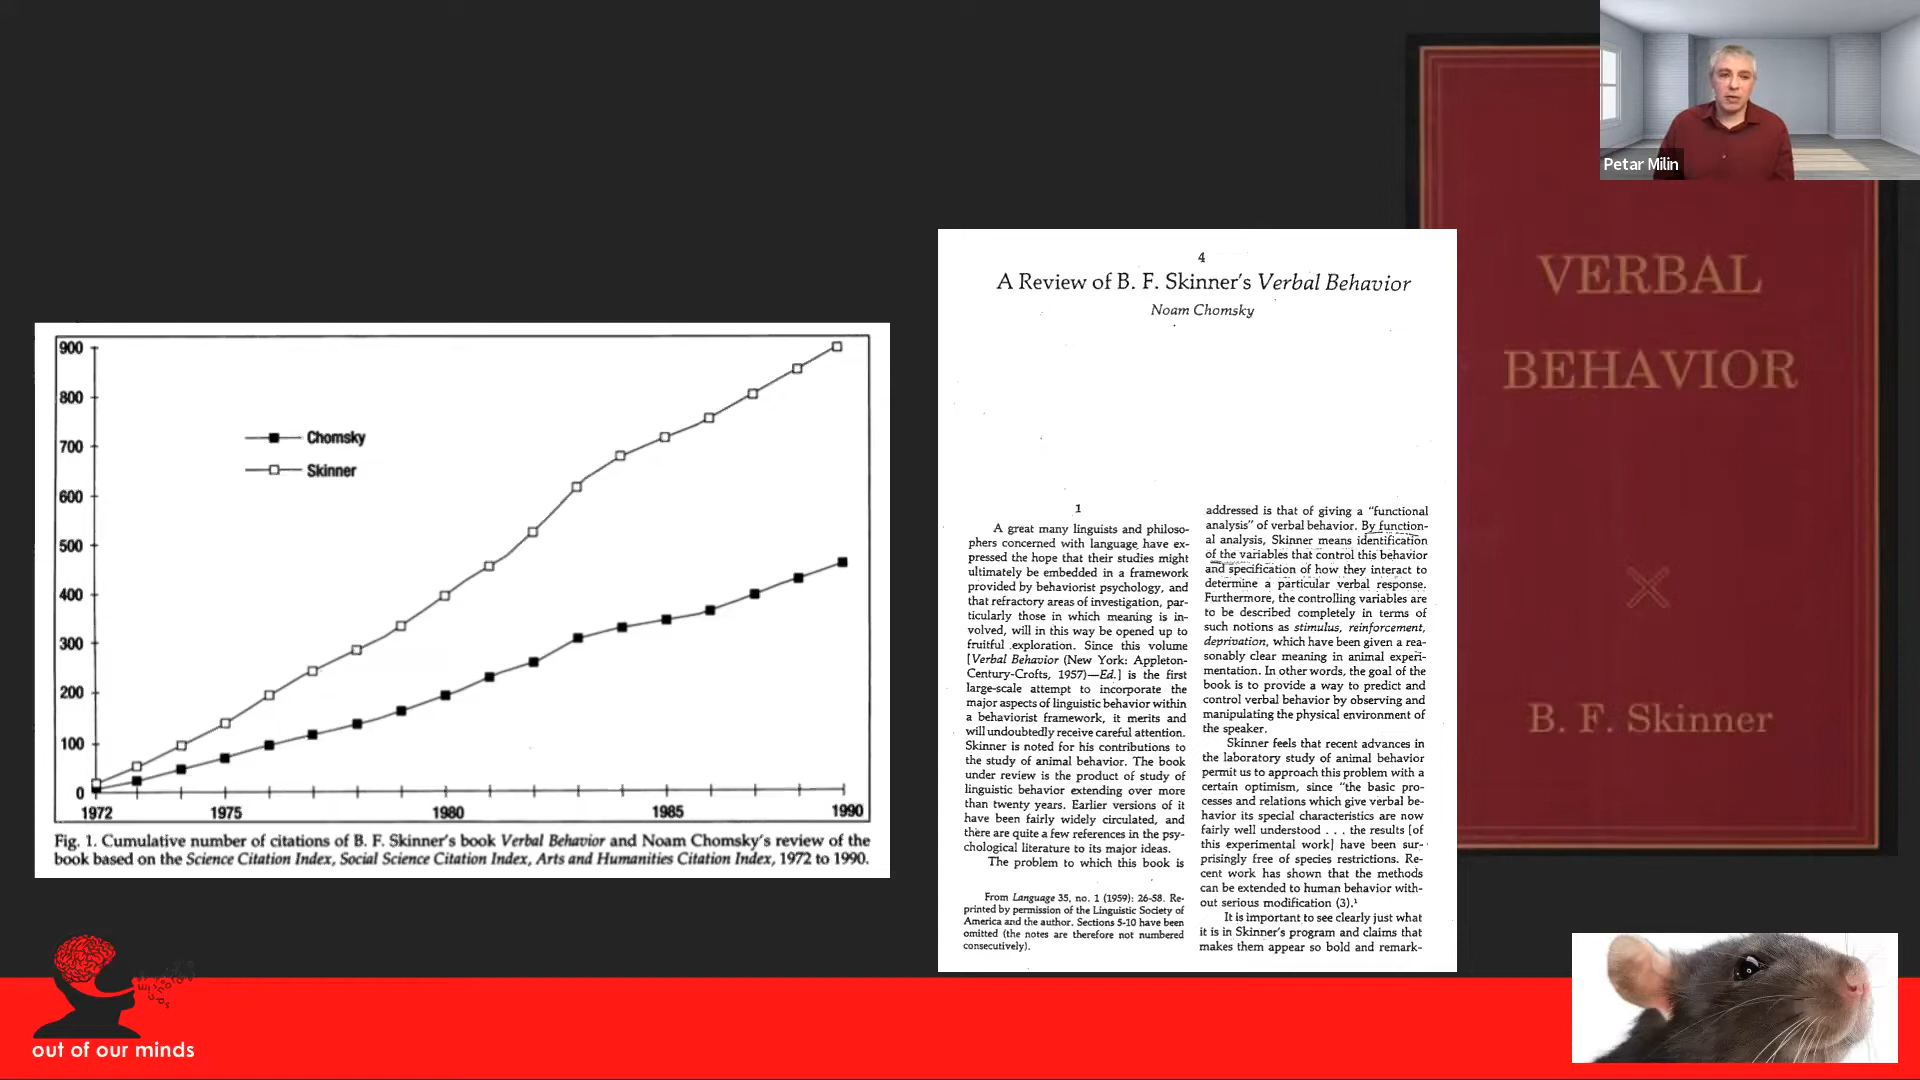 Petar Milin
VERBAL
BEHAVIOR
B. F. Skinner
4
A Review of B. F. Skinner's Verbal Behavior
Noam Chomsky
1
A great many linguists and philoso-
phers concerned with language have ex-
pressed the hope that their studies might
ultimately be embedded in a framework
provided by behaviorist psychology, and
that refractory areas of investigation, par-
ticularly those in which meaning is in-
volved, will in this way be opened up to
fruitful exploration. Since this volume
[Verbal Behavior (New York: Appleton-
Century-Crofts, 1957)—Ed.] is the first
large-scale attempt to incorporate the
major aspects of linguistic behavior within
a behaviorist framework, it merits and
will undoubtedly receive careful attention.
Skinner is noted for his contributions to
the study of animal behavior. The book
under review is the product of study of
linguistic behavior extending over more
than twenty years. Earlier versions of it
have been fairly widely circulated, and
there are quite a few references in the psy-
chological literature to its major ideas.
The problem to which this book is
From Language 35, no. 1 (1959): 26-58. Re-
printed by permission of the Linguistic Society of
America and the author. Sections 5-10 have been
omitted (the notes are therefore not numbered
consecutively).
addressed is that of giving a "functional
analysis" of verbal behavior. By function-
al analysis, Skinner means identification
of the variables that control this behavior
and specification of how they interact to
determine a particular verbal response.
Furthermore, the controlling variables are
to be described completely in terms of
such notions as stimulus, reinforcement,
deprivation, which have been given a rea-
sonably clear meaning in animal experi-
mentation. In other words, the goal of the
book is to provide a way to predict and
control verbal behavior by observing and
manipulating the physical environment of
the speaker.
Skinner feels that recent advances in
the laboratory study of animal behavior
permit us to approach this problem with a
certain optimism, since "the basic pro-
cesses and relations which give verbal be-
havior its special characteristics are now
fairly well understood . . . the results [of
this experimental work] have been sur-
prisingly free of species restrictions. Re-
cent work has shown that the methods
can be extended to human behavior with-
out serious modification (3).¹
It is important to see clearly just what
it is in Skinner's program and claims that
makes them appear so bold and remark-
900
800
700
600
500
400
300
200
100
0
Chomsky
Skinner
1972 1975 1980 1985 1990
Fig. 1. Cumulative number of citations of B. F. Skinner's book Verbal Behavior and Noam Chomsky's review of the
book based on the Science Citation Index, Social Science Citation Index, Arts and Humanities Citation Index, 1972 to 1990.
out of our minds